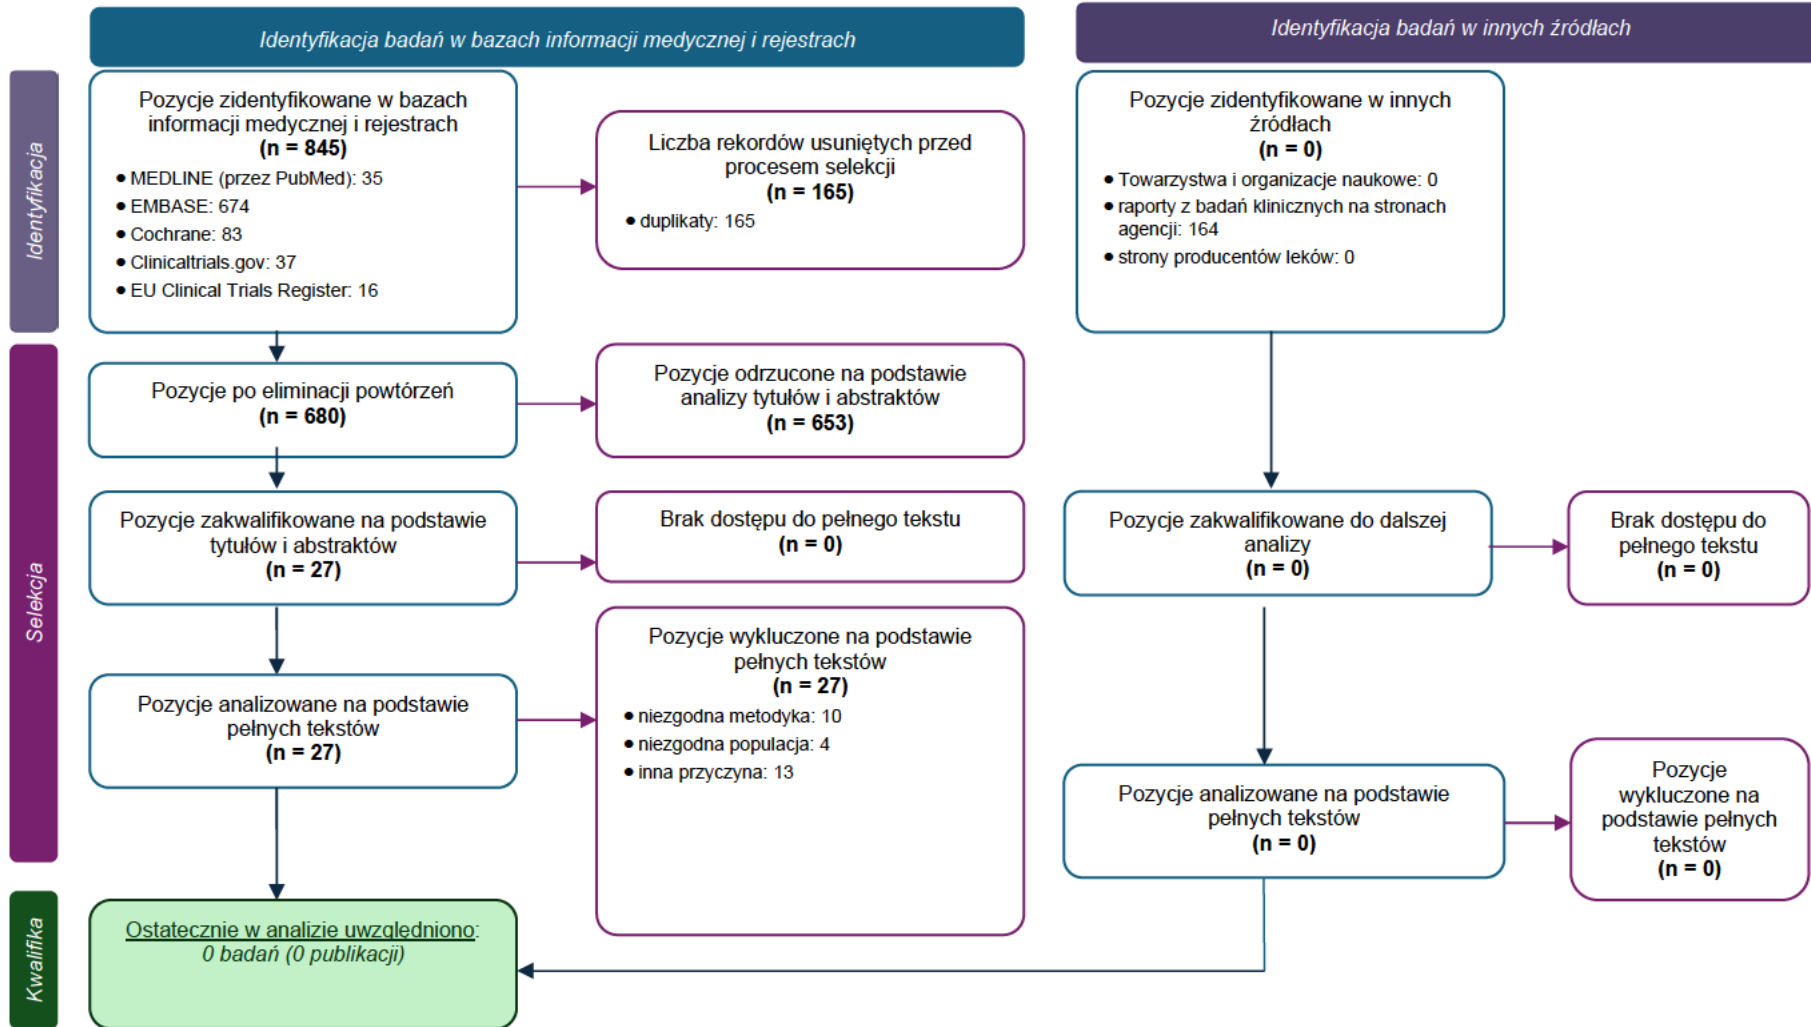 Identyfikacja badań w bazach informacji medycznej i rejestrach
Identyfikacja badań w innych źródłach
Identyfikacja
Pozycje zidentyfikowane w bazach
informacji medycznej i rejestrach
(n = 845)
• MEDLINE (przez PubMed): 35
• EMBASE: 674
• Cochrane: 83
• Clinicaltrials.gov: 37
• EU Clinical Trials Register: 16
Liczba rekordów usuniętych przed
procesem selekcji
(n = 165)
• duplikaty: 165
Pozycje zidentyfikowane w innych
źródłach
(n = 0)
• Towarzystwa i organizacje naukowe: 0
• raporty z badań klinicznych na stronach
agencji: 164
• strony producentów leków: 0
Selekcja
Pozycje po eliminacji powtórzeń
(n = 680)
Pozycje odrzucone na podstawie
analizy tytułów i abstraktów
(n = 653)
Pozycje zakwalifikowane na podstawie
tytułów i abstraktów
(n = 27)
Brak dostępu do pełnego tekstu
(n = 0)
Pozycje zakwalifikowane do dalszej
analizy
(n = 0)
Brak dostępu do
pełnego tekstu
(n = 0)
Pozycje analizowane na podstawie
pełnych tekstów
(n = 27)
Pozycje wykluczone na podstawie
pełnych tekstów
(n = 27)
• niezgodna metodyka: 10
• niezgodna populacja: 4
• inna przyczyna: 13
Pozycje analizowane na podstawie
pełnych tekstów
(n = 0)
Pozycje
wykluczone na
podstawie pełnych
tekstów
(n = 0)
Kwalifika
Ostatecznie w analizie uwzględniono:
0 badań (0 publikacji)